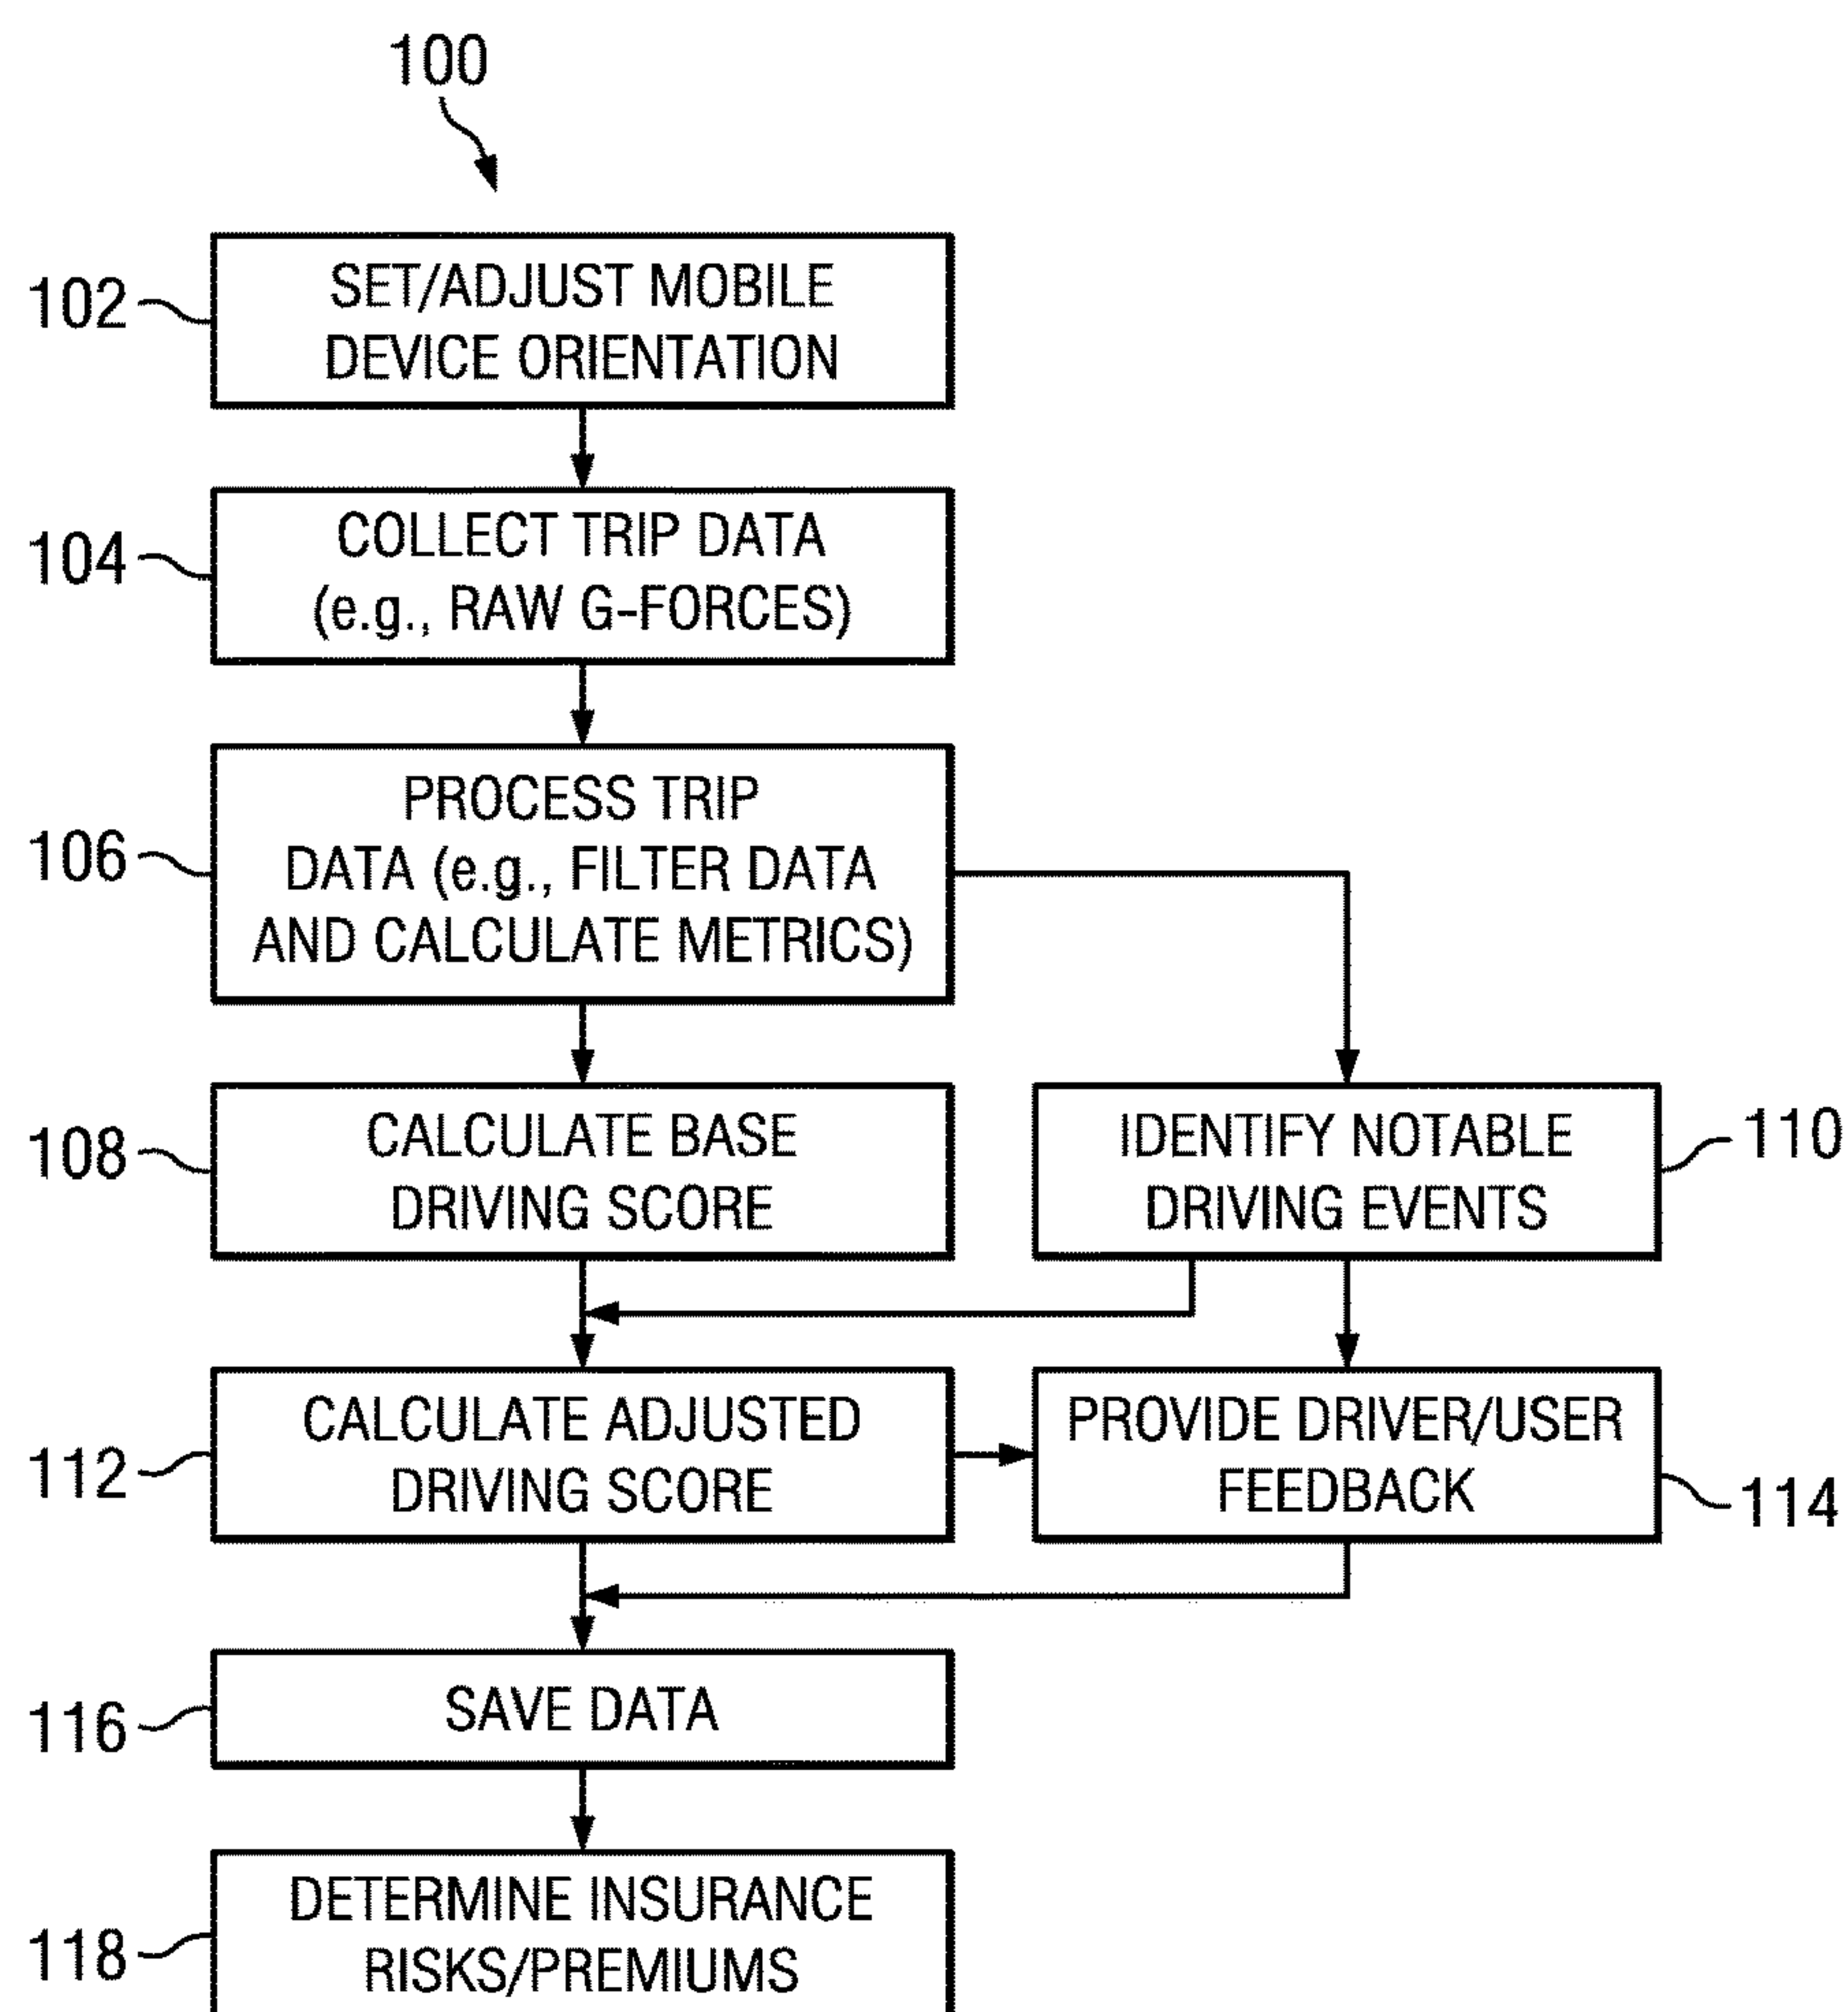 100
102
SET/ADJUST MOBILE
DEVICE ORIENTATION
104
COLLECT TRIP DATA
(e.g., RAW G-FORCES)
106
PROCESS TRIP
DATA (e.g., FILTER DATA
AND CALCULATE METRICS)
108
CALCULATE BASE
DRIVING SCORE
IDENTIFY NOTABLE
DRIVING EVENTS
110
112
CALCULATE ADJUSTED
DRIVING SCORE
PROVIDE DRIVER/USER
FEEDBACK
114
116
SAVE DATA
118
DETERMINE INSURANCE
RISKS/PREMIUMS